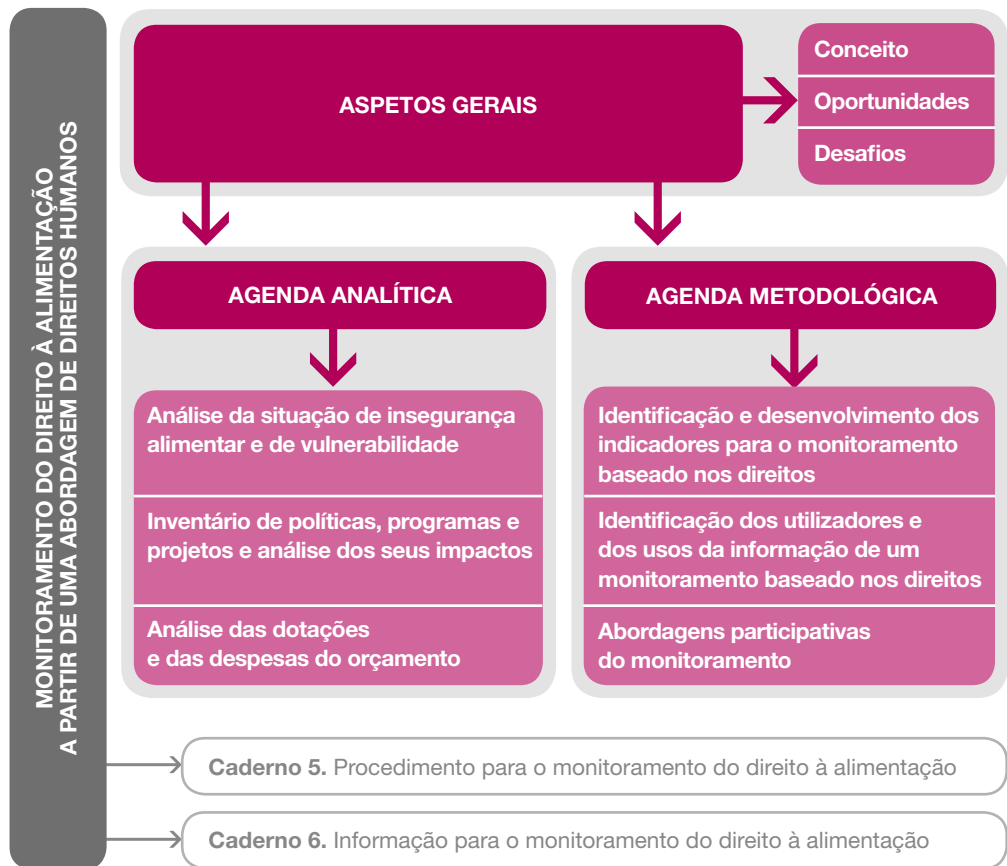 MONITORAMENTO DO DIREITO À ALIMENTAÇÃO
A PARTIR DE UMA ABORDAGEM DE DIREITOS HUMANOS
ASPETOS GERAIS
Conceito
Oportunidades
Desafios
AGENDA ANALÍTICA
Análise da situação de insegurança
alimentar e de vulnerabilidade
Inventário de políticas, programas e
projetos e análise dos seus impactos
Análise das dotações
e das despesas do orçamento
AGENDA METODOLÓGICA
Identificação e desenvolvimento dos
indicadores para o monitoramento
baseado nos direitos
Identificação dos utilizadores e
dos usos da informação de um
monitoramento baseado nos direitos
Abordagens participativas
do monitoramento
Caderno 5. Procedimento para o monitoramento do direito à alimentação
Caderno 6. Informação para o monitoramento do direito à alimentação